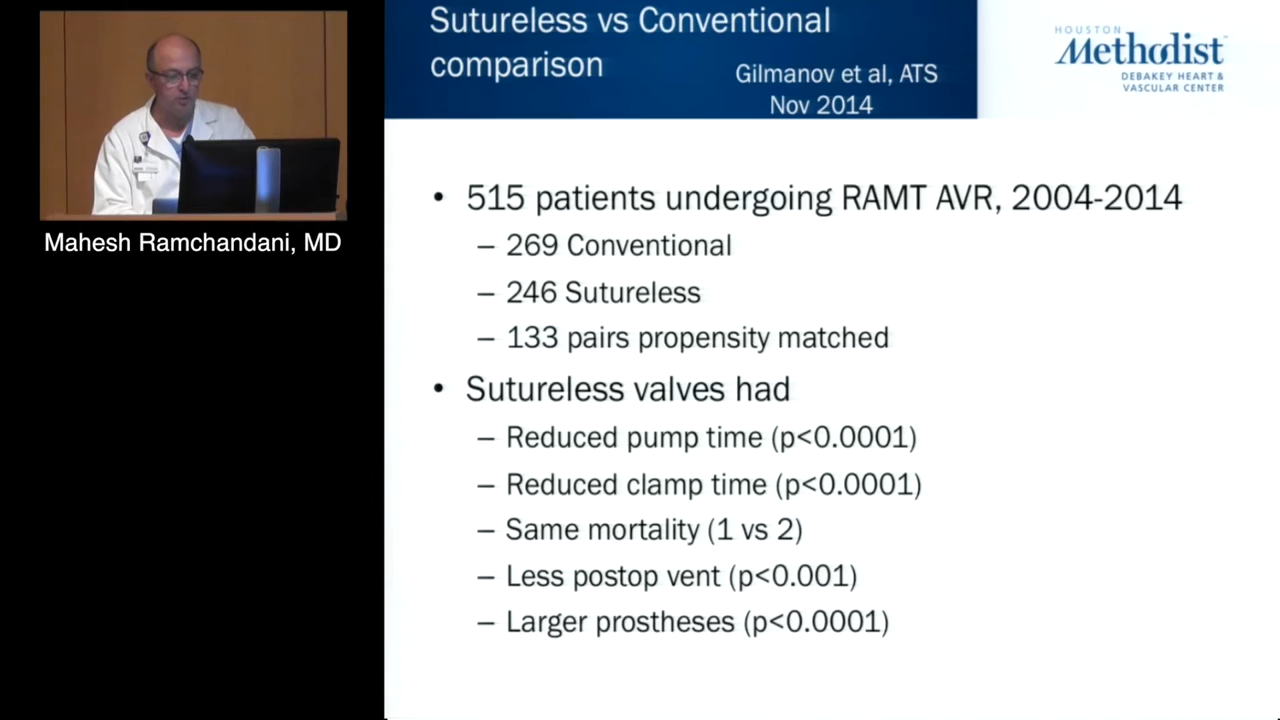 Sutureless vs Conventional
comparison
Gilmanov et al, ATS
Nov 2014
HOUSTON
Methodist
DEBAKEY HEART &
VASCULAR CENTER
Mahesh Ramchandani, MD
• 515 patients undergoing RAMT AVR, 2004-2014
– 269 Conventional
– 246 Sutureless
– 133 pairs propensity matched
• Sutureless valves had
– Reduced pump time (p<0.0001)
– Reduced clamp time (p<0.0001)
– Same mortality (1 vs 2)
– Less postop vent (p<0.001)
– Larger prostheses (p<0.0001)